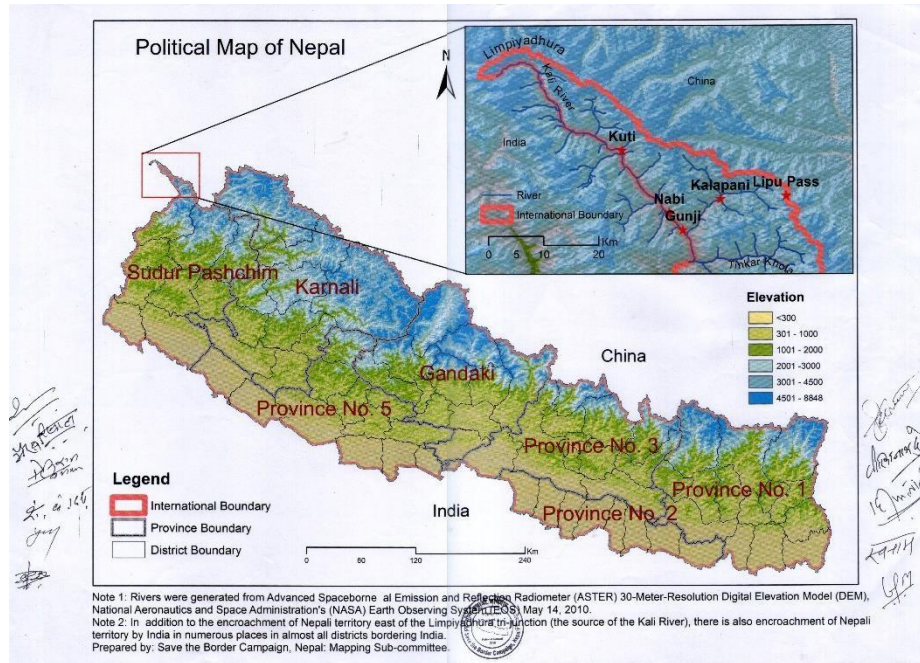 Political Map of Nepal
N
Limpiyadhura
Kali River
China
India
Kuti
Kalapani
Lipu Pass
Nabi
Gunji
River
International Boundary
Tinkar Khola
0 5 10 20 Km
Sudur Pashchim
Karnali
Gandaki
China
Province No. 5
Province No. 3
Province No. 1
Province No. 2
India
Elevation
<300
301 - 1000
1001 - 2000
2001 -3000
3001 - 4500
4501 - 8848
Legend
International Boundary
Province Boundary
District Boundary
0 60 120 240 Km
Note 1: Rivers were generated from Advanced Spaceborne al Emission and Reflection Radiometer (ASTER) 30-Meter-Resolution Digital Elevation Model (DEM),
National Aeronautics and Space Administration's (NASA) Earth Observing System (EOS) May 14, 2010.
Note 2: In addition to the encroachment of Nepali territory east of the Limpiyadhura tri-junction (the source of the Kali River), there is also encroachment of Nepali
territory by India in numerous places in almost all districts bordering India.
Prepared by: Save the Border Campaign, Nepal: Mapping Sub-committee.